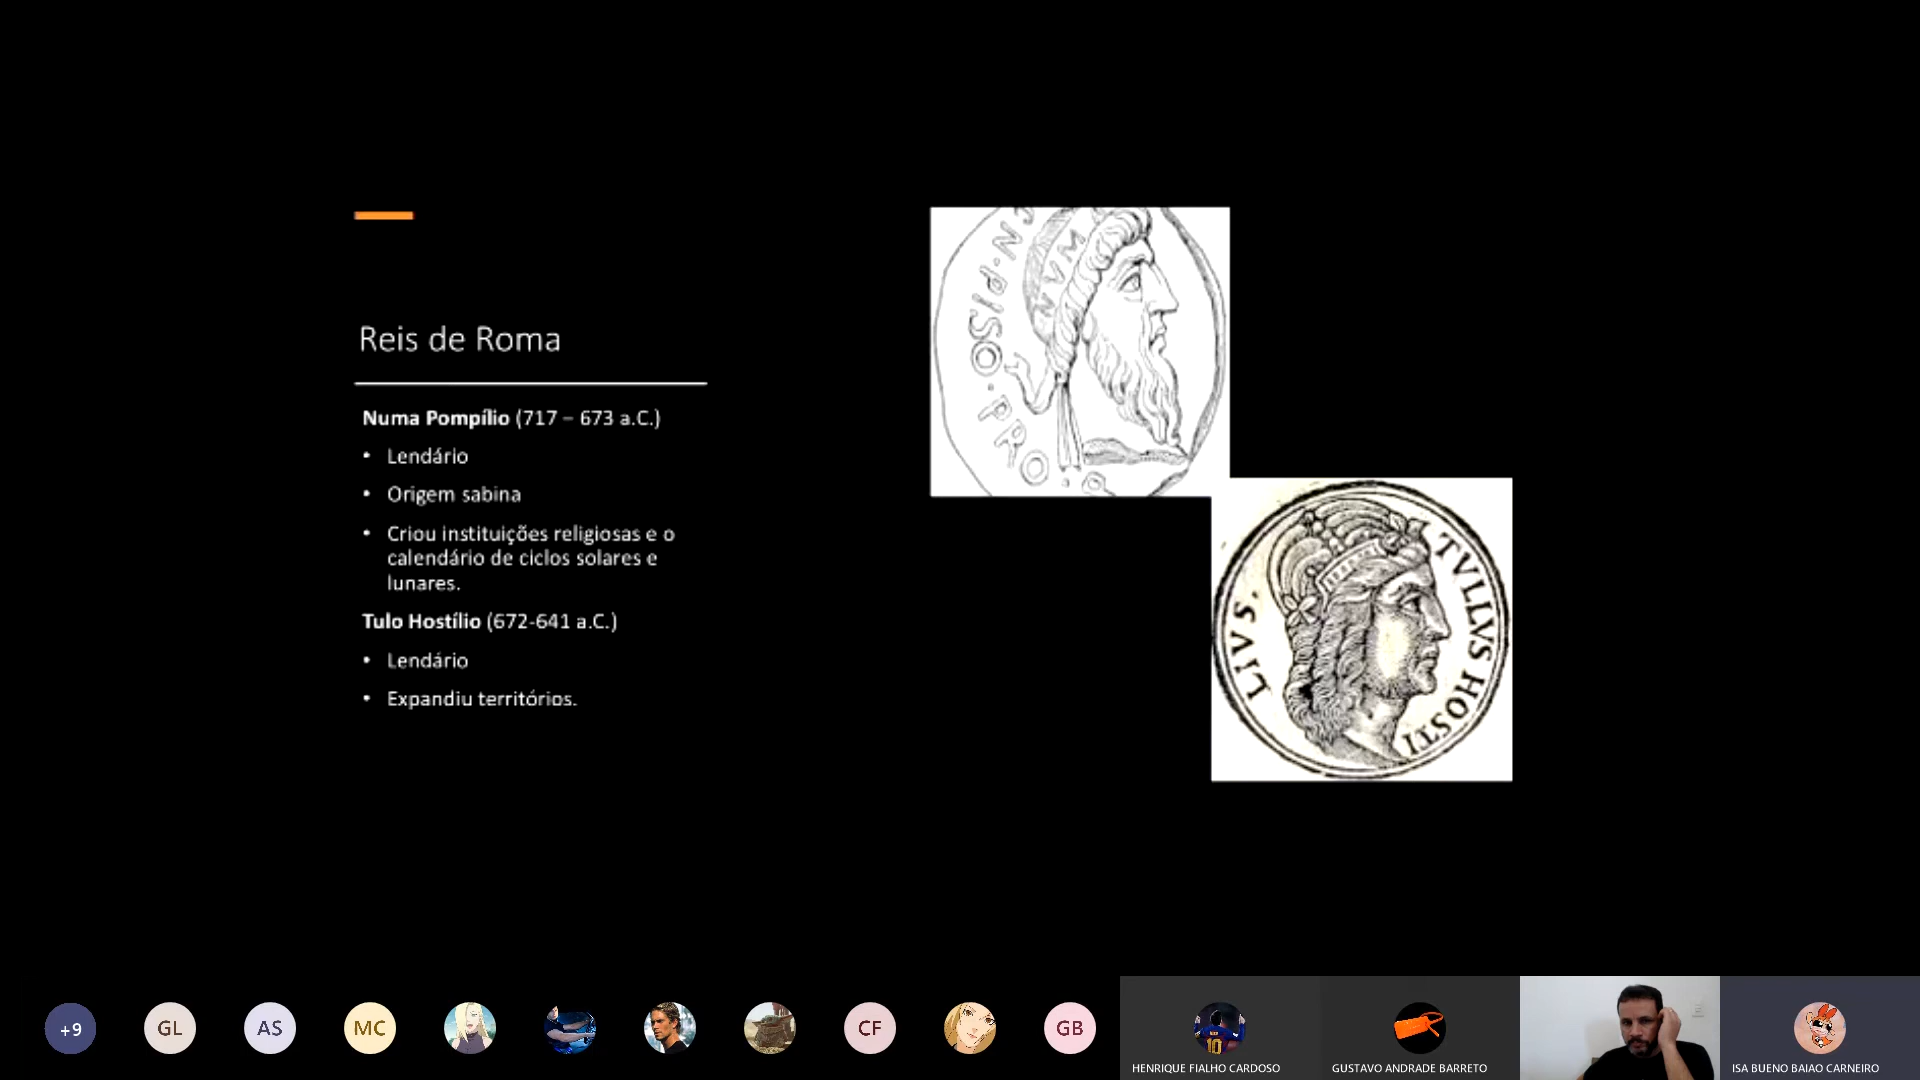 Reis de Roma
Numa Pompílio (717 – 673 a.C.)
• Lendário
• Origem sabina
• Criou instituições religiosas e o
calendário de ciclos solares e
lunares.
Tulo Hostílio (672-641 a.C.)
• Lendário
• Expandiu territórios.
N·PISO·PRO
NVM
LIVS.
TVLLVS HOSTI
+9
GL
AS
MC
CF
GB
10
HENRIQUE FIALHO CARDOSO
GUSTAVO ANDRADE BARRETO
ISA BUENO BAIAO CARNEIRO